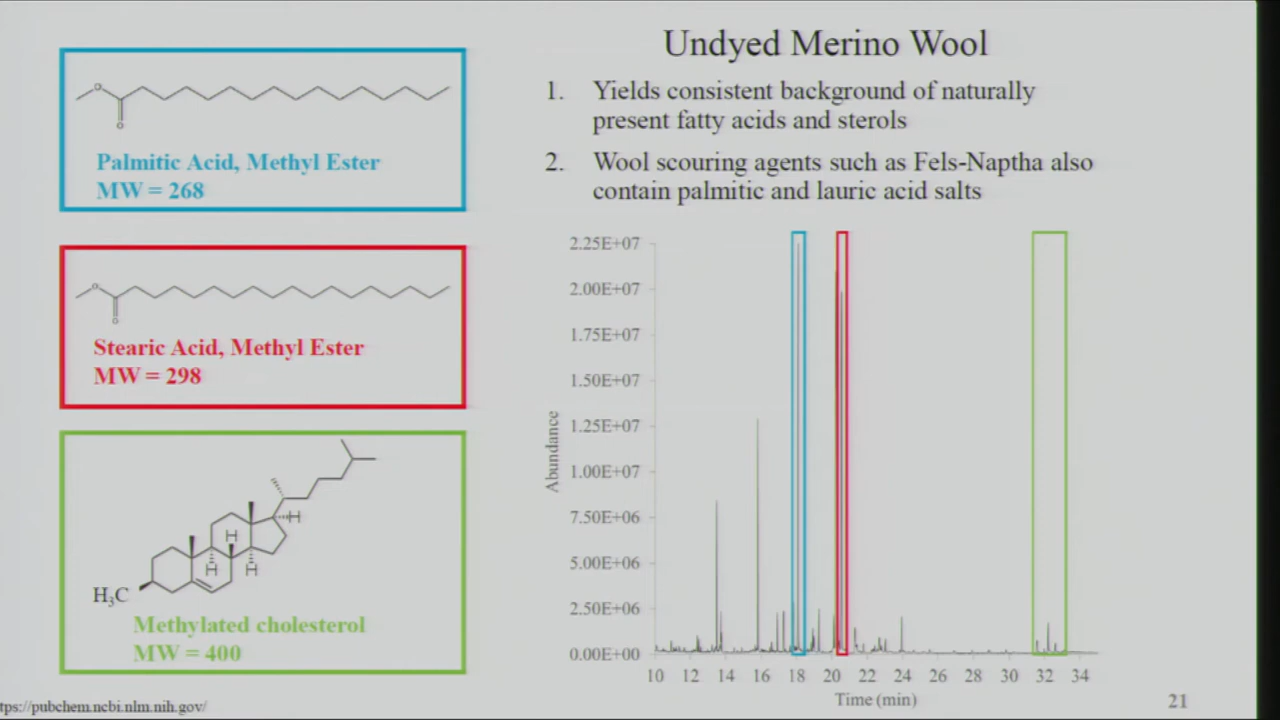 Undyed Merino Wool
1. Yields consistent background of naturally
present fatty acids and sterols
2. Wool scouring agents such as Fels-Naptha also
contain palmitic and lauric acid salts
O
O
Palmitic Acid, Methyl Ester
MW = 268
O
O
Stearic Acid, Methyl Ester
MW = 298
H
H
H
H
H₃C
Methylated cholesterol
MW = 400
2.25E+07
2.00E+07
1.75E+07
1.50E+07
1.25E+07
1.00E+07
7.50E+06
5.00E+06
2.50E+06
0.00E+00
Abundance
10 12 14 16 18 20 22 24 26 28 30 32 34
Time (min)
tps://pubchem.ncbi.nlm.nih.gov/
21